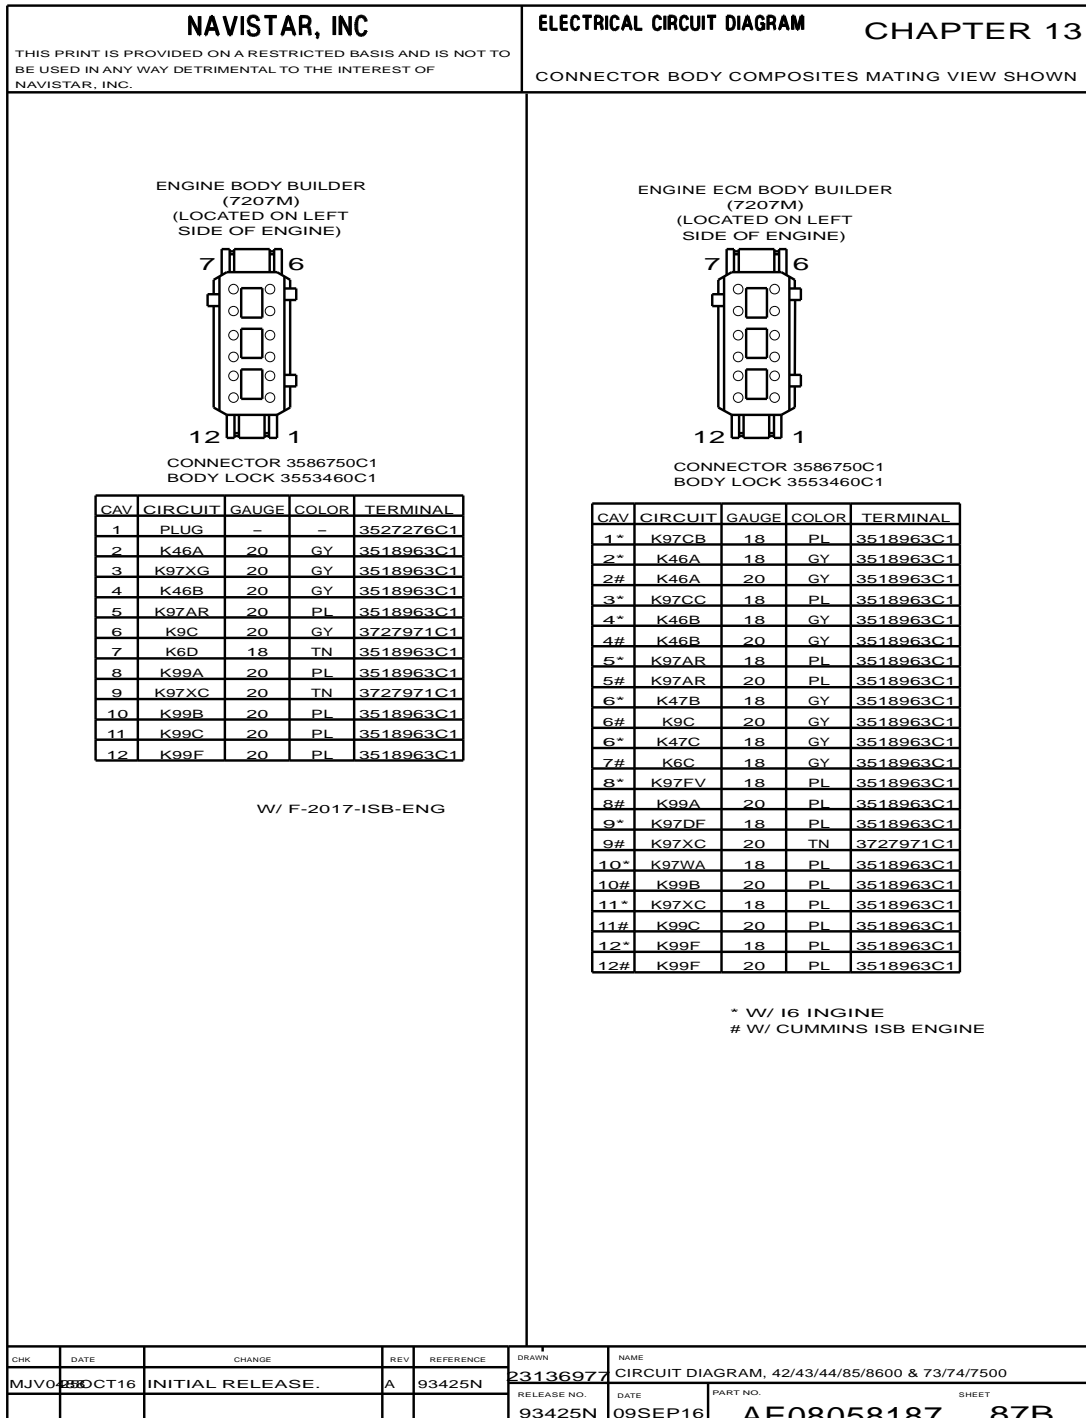 NAVISTAR, INC
THIS PRINT IS PROVIDED ON A RESTRICTED BASIS AND IS NOT TO
BE USED IN ANY WAY DETRIMENTAL TO THE INTEREST OF
NAVISTAR, INC.
ELECTRICAL CIRCUIT DIAGRAM
CHAPTER 13
CONNECTOR BODY COMPOSITES MATING VIEW SHOWN
ENGINE BODY BUILDER
(7207M)
(LOCATED ON LEFT
SIDE OF ENGINE)
7 6
12 1
CONNECTOR 3586750C1
BODY LOCK 3553460C1
CAV CIRCUIT GAUGE COLOR TERMINAL
1 PLUG – – 3527276C1
2 K46A 20 GY 3518963C1
3 K97XG 20 GY 3518963C1
4 K46B 20 GY 3518963C1
5 K97AR 20 PL 3518963C1
6 K9C 20 GY 3727971C1
7 K6D 18 TN 3518963C1
8 K99A 20 PL 3518963C1
9 K97XC 20 TN 3727971C1
10 K99B 20 PL 3518963C1
11 K99C 20 PL 3518963C1
12 K99F 20 PL 3518963C1
W/ F-2017-ISB-ENG
ENGINE ECM BODY BUILDER
(7207M)
(LOCATED ON LEFT
SIDE OF ENGINE)
7 6
12 1
CONNECTOR 3586750C1
BODY LOCK 3553460C1
CAV CIRCUIT GAUGE COLOR TERMINAL
1* K97CB 18 PL 3518963C1
2* K46A 18 GY 3518963C1
2# K46A 20 GY 3518963C1
3* K97CC 18 PL 3518963C1
4* K46B 18 GY 3518963C1
4# K46B 20 GY 3518963C1
5* K97AR 18 PL 3518963C1
5# K97AR 20 PL 3518963C1
6* K47B 18 GY 3518963C1
6# K9C 20 GY 3518963C1
6* K47C 18 GY 3518963C1
7# K6C 18 GY 3518963C1
8* K97FV 18 PL 3518963C1
8# K99A 20 PL 3518963C1
9* K97DF 18 PL 3518963C1
9# K97XC 20 TN 3727971C1
10* K97WA 18 PL 3518963C1
10# K99B 20 PL 3518963C1
11* K97XC 18 PL 3518963C1
11# K99C 20 PL 3518963C1
12* K99F 18 PL 3518963C1
12# K99F 20 PL 3518963C1
* W/ I6 INGINE
# W/ CUMMINS ISB ENGINE
CHK DATE CHANGE REV REFERENCE
INITIAL RELEASE. A 93425N
DRAWN
23136977
NAME
CIRCUIT DIAGRAM, 42/43/44/85/8600 & 73/74/7500
RELEASE NO.
93425N
DATE
09SEP16
PART NO.
AE08058187
SHEET
87B